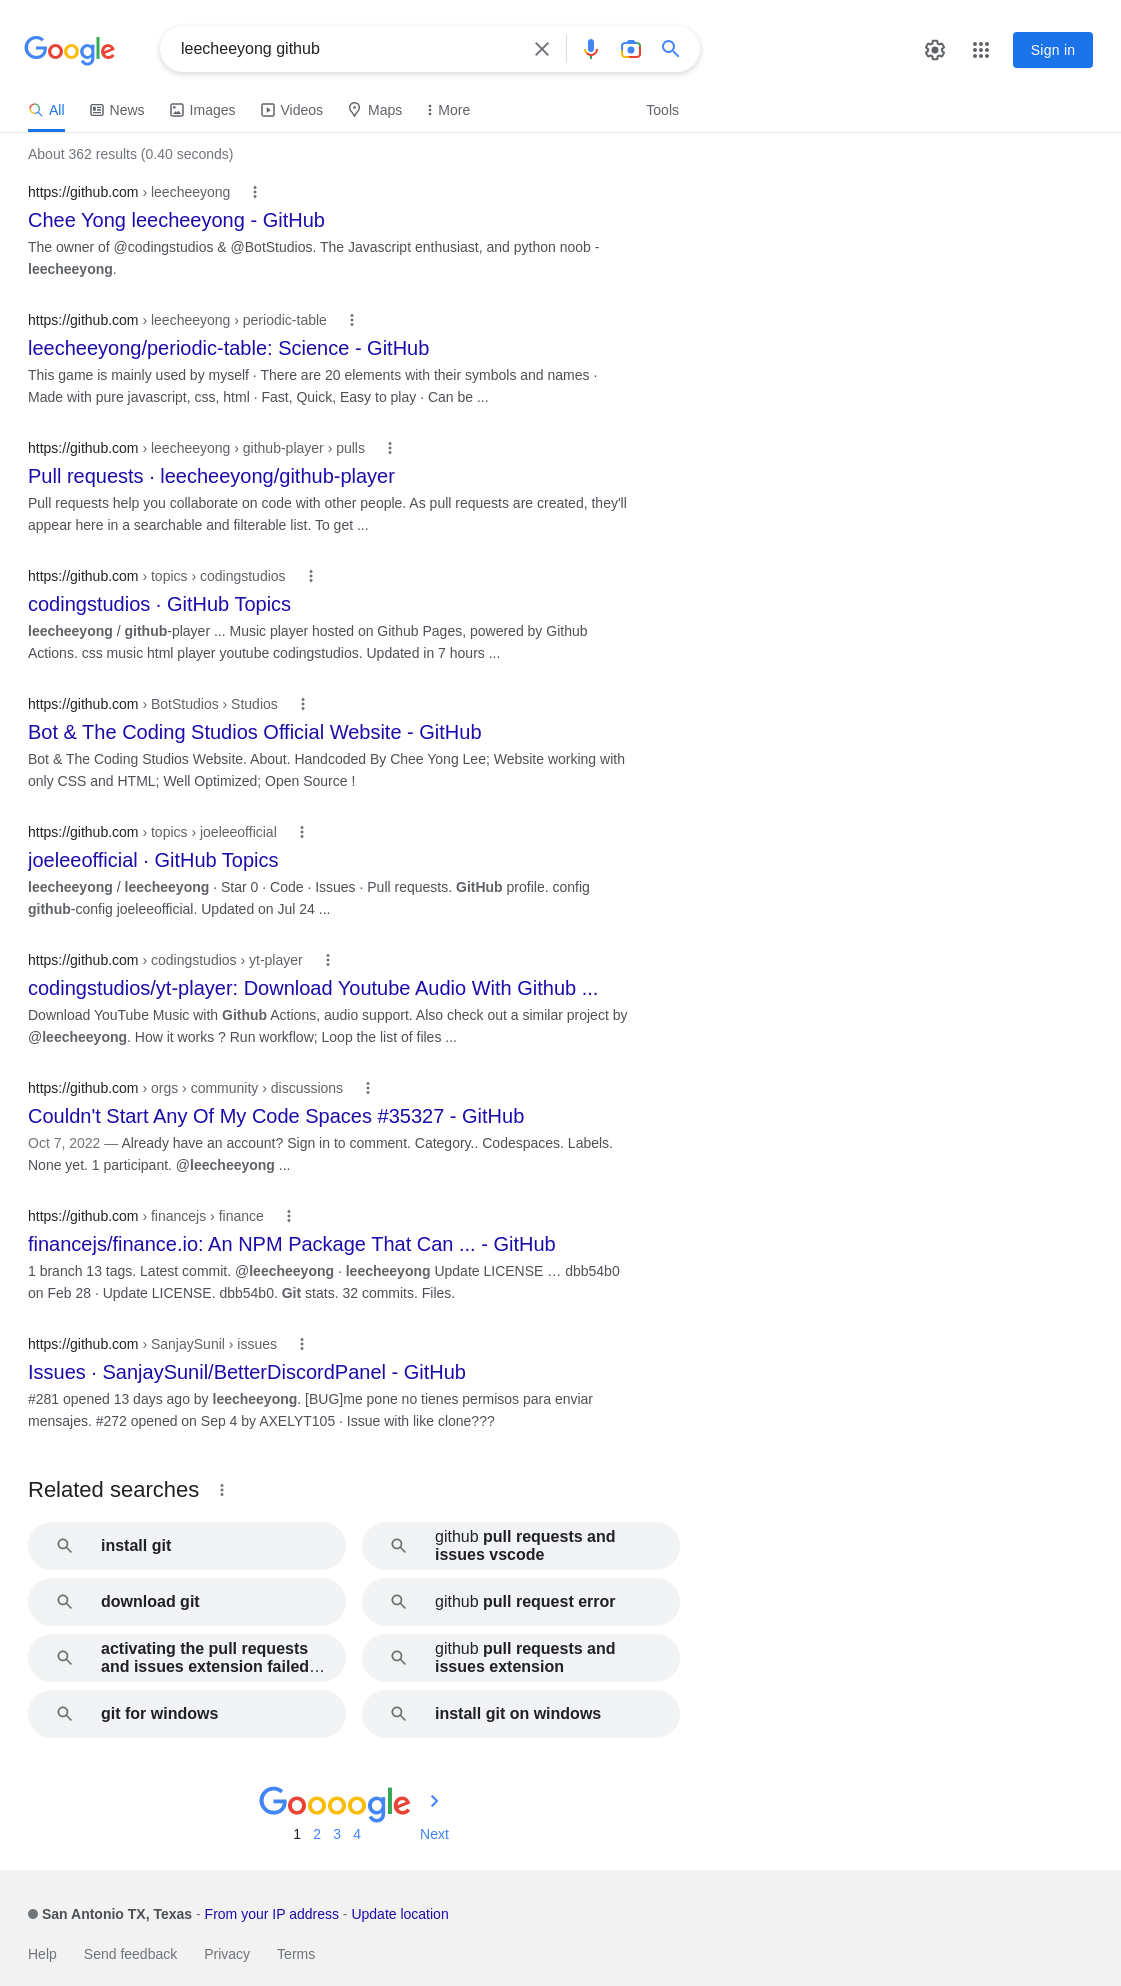 Google
leecheeyong github
Sign in
All
News
Images
Videos
Maps
More
Tools
About 362 results (0.40 seconds)
https://github.com › leecheeyong
Chee Yong leecheeyong - GitHub
The owner of @codingstudios & @BotStudios. The Javascript enthusiast, and python noob -
leecheeyong.
https://github.com › leecheeyong › periodic-table
leecheeyong/periodic-table: Science - GitHub
This game is mainly used by myself · There are 20 elements with their symbols and names ·
Made with pure javascript, css, html · Fast, Quick, Easy to play · Can be ...
https://github.com › leecheeyong › github-player › pulls
Pull requests · leecheeyong/github-player
Pull requests help you collaborate on code with other people. As pull requests are created, they'll
appear here in a searchable and filterable list. To get ...
https://github.com › topics › codingstudios
codingstudios · GitHub Topics
leecheeyong / github-player ... Music player hosted on Github Pages, powered by Github
Actions. css music html player youtube codingstudios. Updated in 7 hours ...
https://github.com › BotStudios › Studios
Bot & The Coding Studios Official Website - GitHub
Bot & The Coding Studios Website. About. Handcoded By Chee Yong Lee; Website working with
only CSS and HTML; Well Optimized; Open Source !
https://github.com › topics › joeleeofficial
joeleeofficial · GitHub Topics
leecheeyong / leecheeyong · Star 0 · Code · Issues · Pull requests. GitHub profile. config
github-config joeleeofficial. Updated on Jul 24 ...
https://github.com › codingstudios › yt-player
codingstudios/yt-player: Download Youtube Audio With Github ...
Download YouTube Music with Github Actions, audio support. Also check out a similar project by
@leecheeyong. How it works ? Run workflow; Loop the list of files ...
https://github.com › orgs › community › discussions
Couldn't Start Any Of My Code Spaces #35327 - GitHub
Oct 7, 2022 — Already have an account? Sign in to comment. Category.. Codespaces. Labels.
None yet. 1 participant. @leecheeyong ...
https://github.com › financejs › finance
financejs/finance.io: An NPM Package That Can ... - GitHub
1 branch 13 tags. Latest commit. @leecheeyong · leecheeyong Update LICENSE … dbb54b0
on Feb 28 · Update LICENSE. dbb54b0. Git stats. 32 commits. Files.
https://github.com › SanjaySunil › issues
Issues · SanjaySunil/BetterDiscordPanel - GitHub
#281 opened 13 days ago by leecheeyong. [BUG]me pone no tienes permisos para enviar
mensajes. #272 opened on Sep 4 by AXELYT105 · Issue with like clone???
Related searches
install git
github pull requests and
issues vscode
download git
github pull request error
activating the pull requests
and issues extension failed…
github pull requests and
issues extension
git for windows
install git on windows
Goooogle
1 2 3 4 Next
San Antonio TX, Texas - From your IP address - Update location
Help Send feedback Privacy Terms